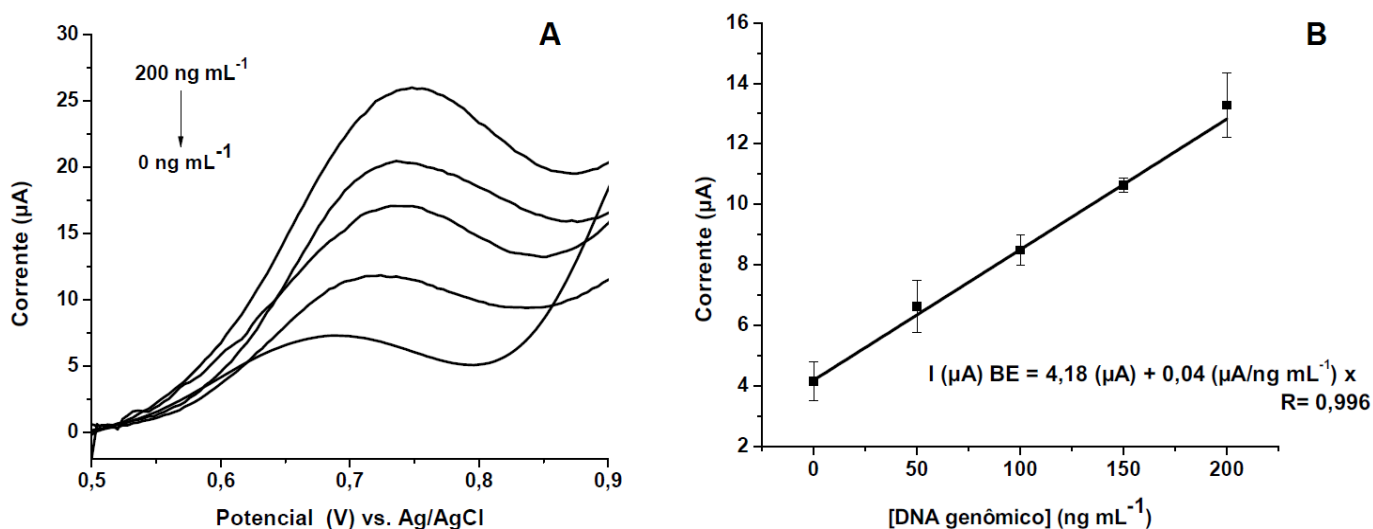 A
30
25
20
15
10
5
0
Corrente (µA)
200 ng mL-1
0 ng mL-1
0,5 0,6 0,7 0,8 0,9
Potencial (V) vs. Ag/AgCl
B
16
14
12
10
8
6
4
2
Corrente (µA)
I (µA) BE = 4,18 (µA) + 0,04 (µA/ng mL-1) x
R= 0,996
0 50 100 150 200
[DNA genômico] (ng mL-1)